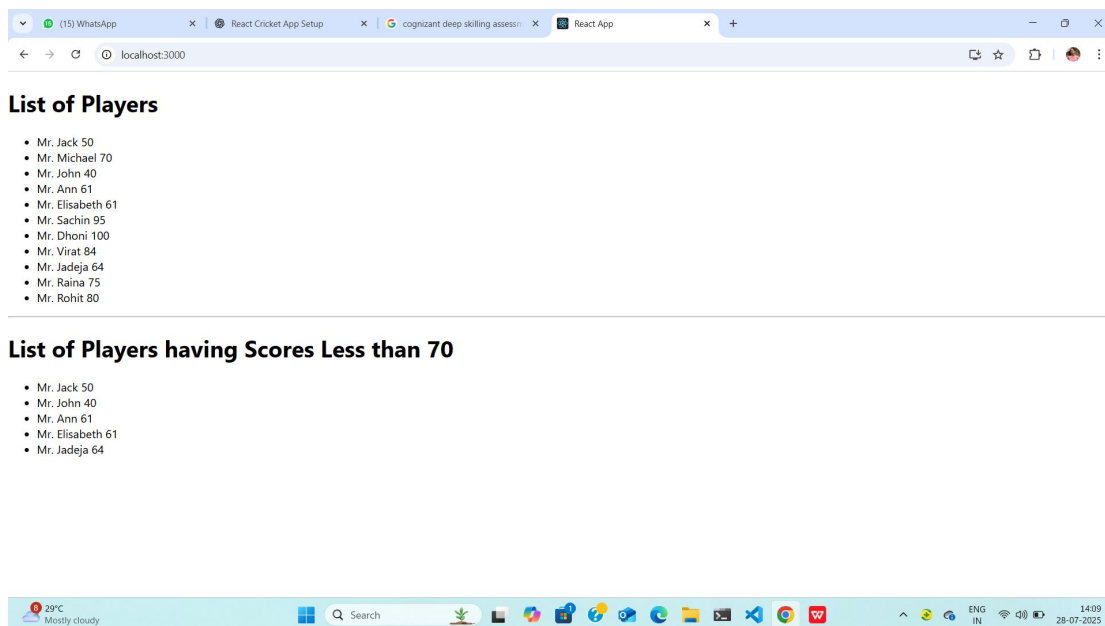 (15) WhatsApp
React Cricket App Setup
cognizant deep skilling assessm
React App
localhost:3000
List of Players
• Mr. Jack 50
• Mr. Michael 70
• Mr. John 40
• Mr. Ann 61
• Mr. Elisabeth 61
• Mr. Sachin 95
• Mr. Dhoni 100
• Mr. Virat 84
• Mr. Jadeja 64
• Mr. Raina 75
• Mr. Rohit 80
List of Players having Scores Less than 70
• Mr. Jack 50
• Mr. John 40
• Mr. Ann 61
• Mr. Elisabeth 61
• Mr. Jadeja 64
6
29°C
Mostly cloudy
Search
1
ENG
IN
14:09
28-07-2025